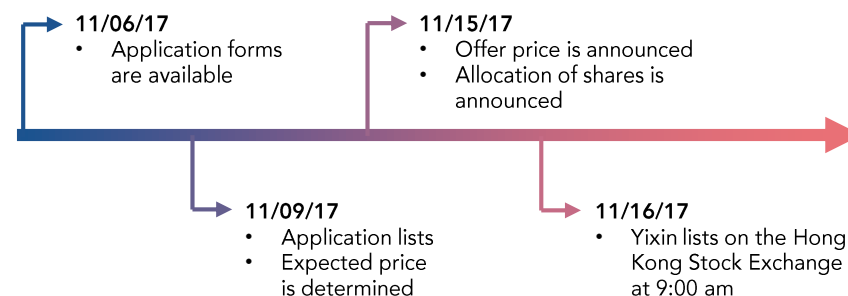 11/06/17
• Application forms
are available
11/15/17
• Offer price is announced
• Allocation of shares is
announced
11/09/17
• Application lists
• Expected price
is determined
11/16/17
• Yixin lists on the Hong
Kong Stock Exchange
at 9:00 am